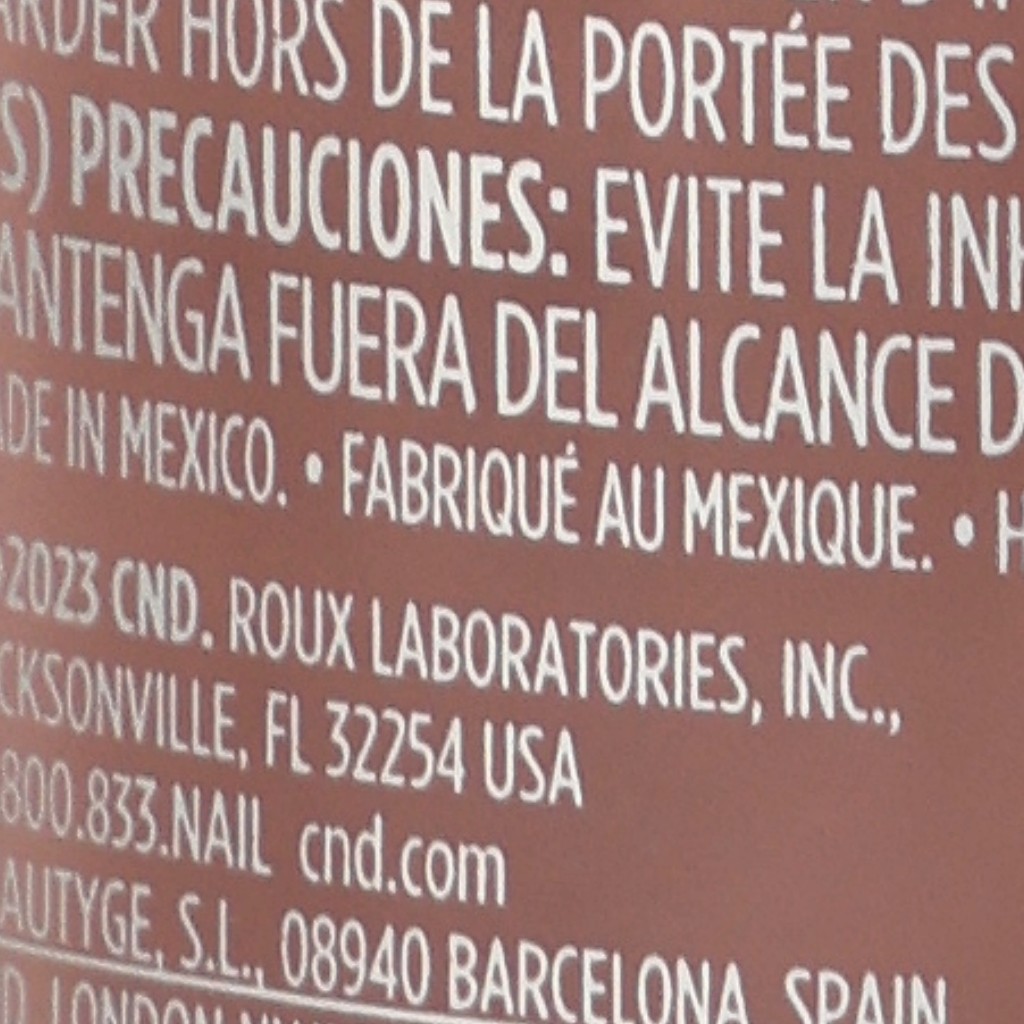 ARDER HORS DE LA PORTÉE DES
S) PRECAUCIONES: EVITE LA INH
ANTENGA FUERA DEL ALCANCE D
ADE IN MEXICO. • FABRIQUÉ AU MEXIQUE. • H
©2023 CND. ROUX LABORATORIES, INC.,
CKSONVILLE, FL 32254 USA
800.833.NAIL cnd.com
AUTYGE, S.L., 08940 BARCELONA, SPAIN
D, LONDON